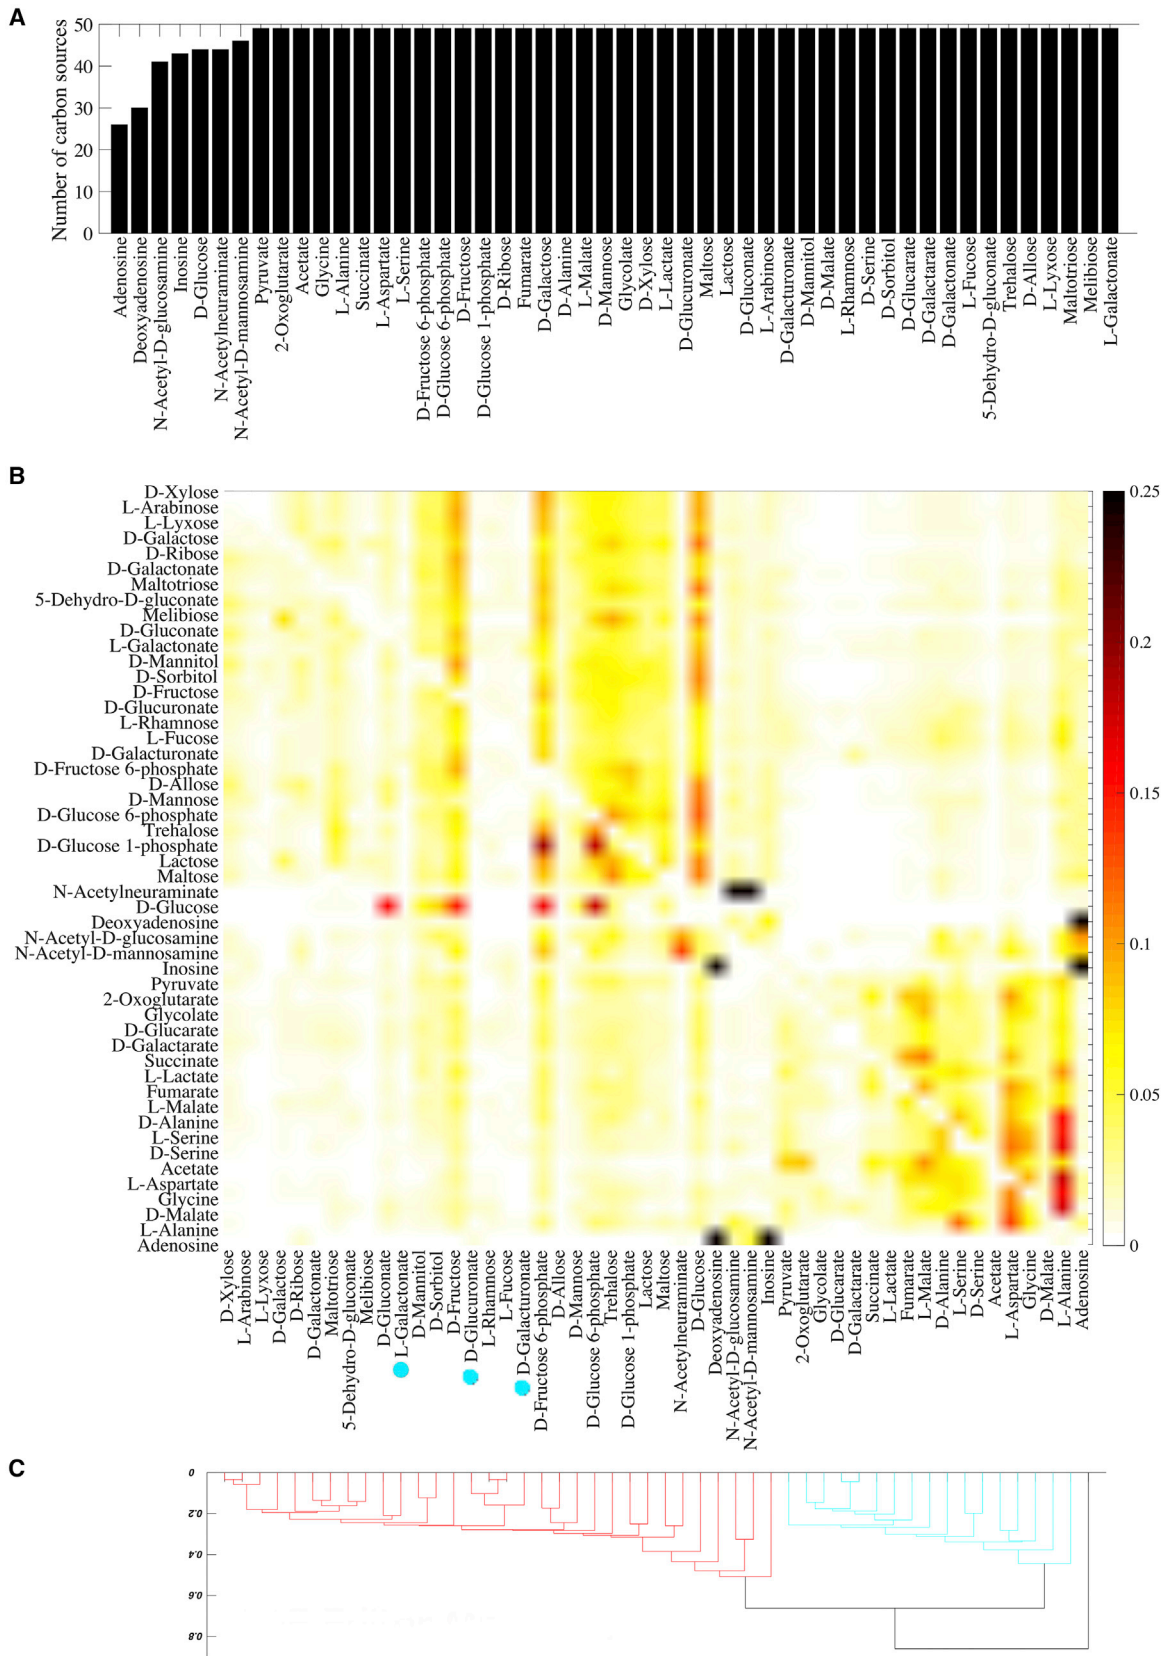 A
50
40
30
20
10
0
Number of carbon sources
Adenosine
Deoxyadenosine
N-Acetyl-D-glucosamine
Inosine
D-Glucose
N-Acetylneuraminate
N-Acetyl-D-mannosamine
Pyruvate
2-Oxoglutarate
Acetate
Glycine
L-Alanine
Succinate
L-Aspartate
L-Serine
D-Fructose 6-phosphate
D-Glucose 6-phosphate
D-Fructose
D-Glucose 1-phosphate
D-Ribose
Fumarate
D-Galactose
D-Alanine
L-Malate
D-Mannose
Glycolate
D-Xylose
L-Lactate
D-Glucuronate
Maltose
Lactose
D-Gluconate
L-Arabinose
D-Galacturonate
D-Mannitol
D-Malate
L-Rhamnose
D-Serine
D-Sorbitol
D-Glucarate
D-Galactarate
D-Galactonate
L-Fucose
5-Dehydro-D-gluconate
Trehalose
D-Allose
L-Lyxose
Maltotriose
Melibiose
L-Galactonate
B
D-Xylose
L-Arabinose
L-Lyxose
D-Galactose
D-Ribose
D-Galactonate
Maltotriose
5-Dehydro-D-gluconate
Melibiose
D-Gluconate
L-Galactonate
D-Mannitol
D-Sorbitol
D-Fructose
D-Glucuronate
L-Rhamnose
L-Fucose
D-Galacturonate
D-Fructose 6-phosphate
D-Allose
D-Mannose
D-Glucose 6-phosphate
Trehalose
D-Glucose 1-phosphate
Lactose
Maltose
N-Acetylneuraminate
D-Glucose
Deoxyadenosine
N-Acetyl-D-glucosamine
N-Acetyl-D-mannosamine
Inosine
Pyruvate
2-Oxoglutarate
Glycolate
D-Glucarate
D-Galactarate
Succinate
L-Lactate
Fumarate
L-Malate
D-Alanine
L-Serine
D-Serine
Acetate
L-Aspartate
Glycine
D-Malate
L-Alanine
Adenosine
0.25
0.2
0.15
0.1
0.05
0
D-Xylose
L-Arabinose
L-Lyxose
D-Galactose
D-Ribose
D-Galactonate
Maltotriose
5-Dehydro-D-gluconate
Melibiose
D-Gluconate
L-Galactonate
D-Mannitol
D-Sorbitol
D-Fructose
D-Glucuronate
L-Rhamnose
L-Fucose
D-Galacturonate
D-Fructose 6-phosphate
D-Allose
D-Mannose
D-Glucose 6-phosphate
Trehalose
D-Glucose 1-phosphate
Lactose
Maltose
N-Acetylneuraminate
D-Glucose
Deoxyadenosine
N-Acetyl-D-glucosamine
N-Acetyl-D-mannosamine
Inosine
Pyruvate
2-Oxoglutarate
Glycolate
D-Glucarate
D-Galactarate
Succinate
L-Lactate
Fumarate
L-Malate
D-Alanine
L-Serine
D-Serine
Acetate
L-Aspartate
Glycine
D-Malate
L-Alanine
Adenosine
C
0
0.2
0.4
0.6
0.8